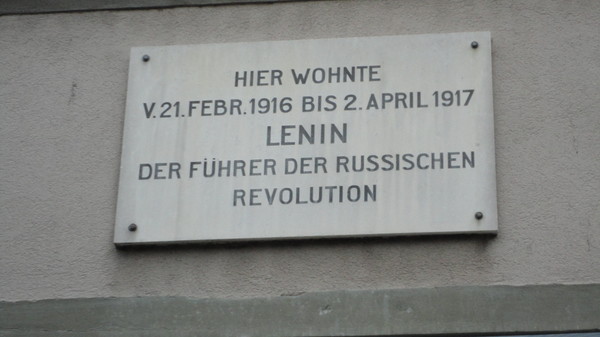 HIER WOHNTE
V. 21. FEBR. 1916 BIS 2. APRIL 1917
LENIN
DER FÜHRER DER RUSSISCHEN
REVOLUTION